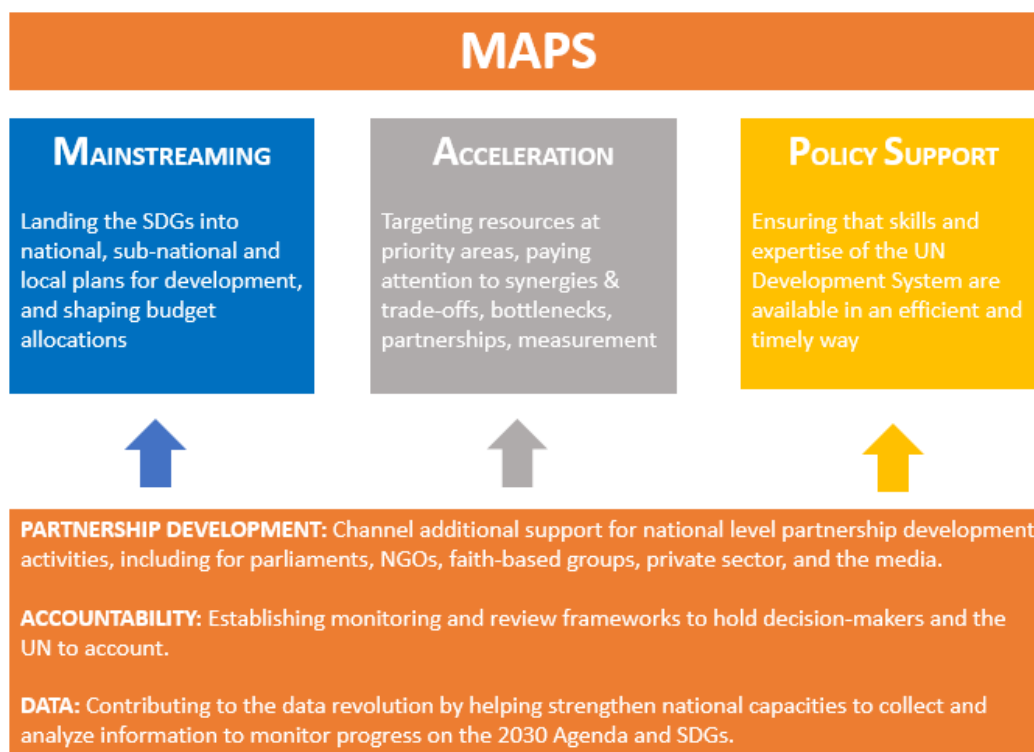 MAPS
MAINSTREAMING
Landing the SDGs into
national, sub-national and
local plans for development,
and shaping budget
allocations
ACCELERATION
Targeting resources at
priority areas, paying
attention to synergies &
trade-offs, bottlenecks,
partnerships, measurement
POLICY SUPPORT
Ensuring that skills and
expertise of the UN
Development System are
available in an efficient and
timely way
PARTNERSHIP DEVELOPMENT: Channel additional support for national level partnership development
activities, including for parliaments, NGOs, faith-based groups, private sector, and the media.
ACCOUNTABILITY: Establishing monitoring and review frameworks to hold decision-makers and the
UN to account.
DATA: Contributing to the data revolution by helping strengthen national capacities to collect and
analyze information to monitor progress on the 2030 Agenda and SDGs.